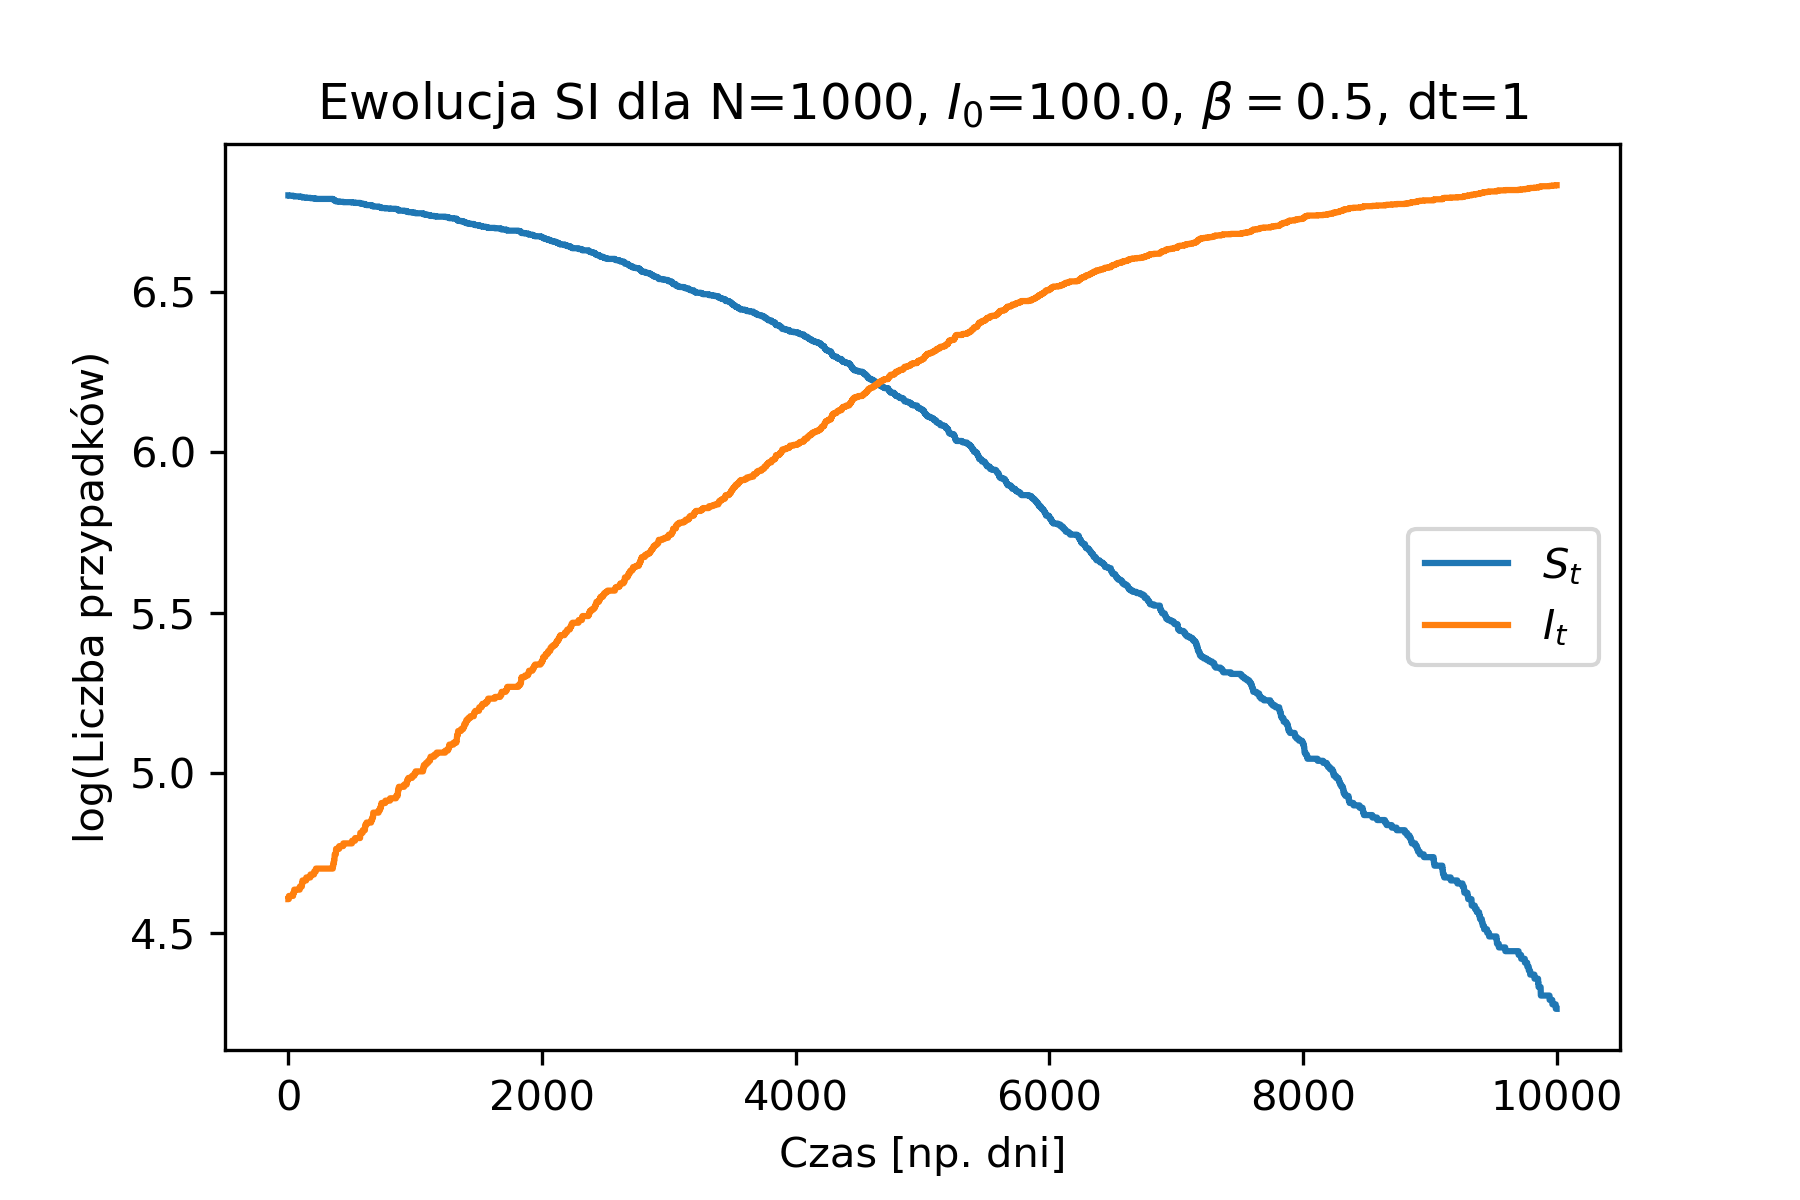 Ewolucja SI dla N=1000, I₀=100.0, β = 0.5, dt=1
log(Liczba przypadków)
6.5
6.0
5.5
5.0
4.5
Sₜ
Iₜ
0 2000 4000 6000 8000 10000
Czas [np. dni]